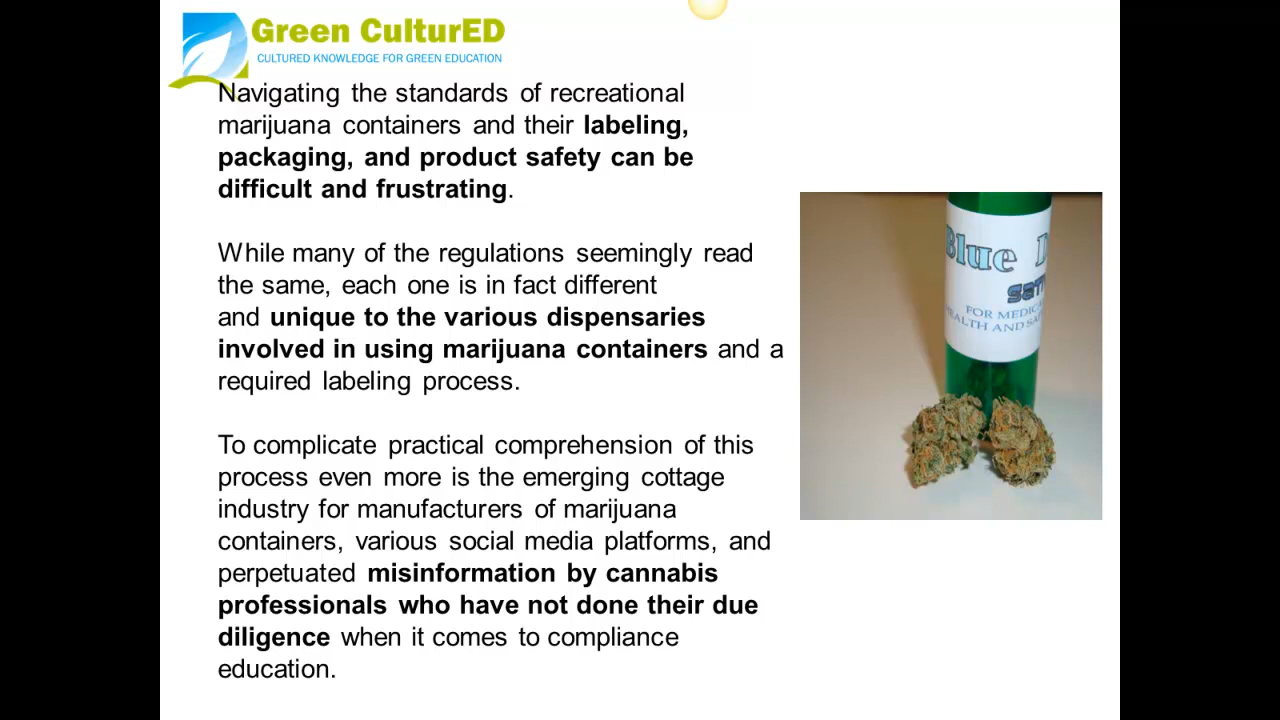 Green CulturED
CULTURED KNOWLEDGE FOR GREEN EDUCATION
Navigating the standards of recreational
marijuana containers and their labeling,
packaging, and product safety can be
difficult and frustrating.
While many of the regulations seemingly read
the same, each one is in fact different
and unique to the various dispensaries
involved in using marijuana containers and a
required labeling process.
To complicate practical comprehension of this
process even more is the emerging cottage
industry for manufacturers of marijuana
containers, various social media platforms, and
perpetuated misinformation by cannabis
professionals who have not done their due
diligence when it comes to compliance
education.
Blue D
sati
FOR MEDIC
HEALTH AND SA